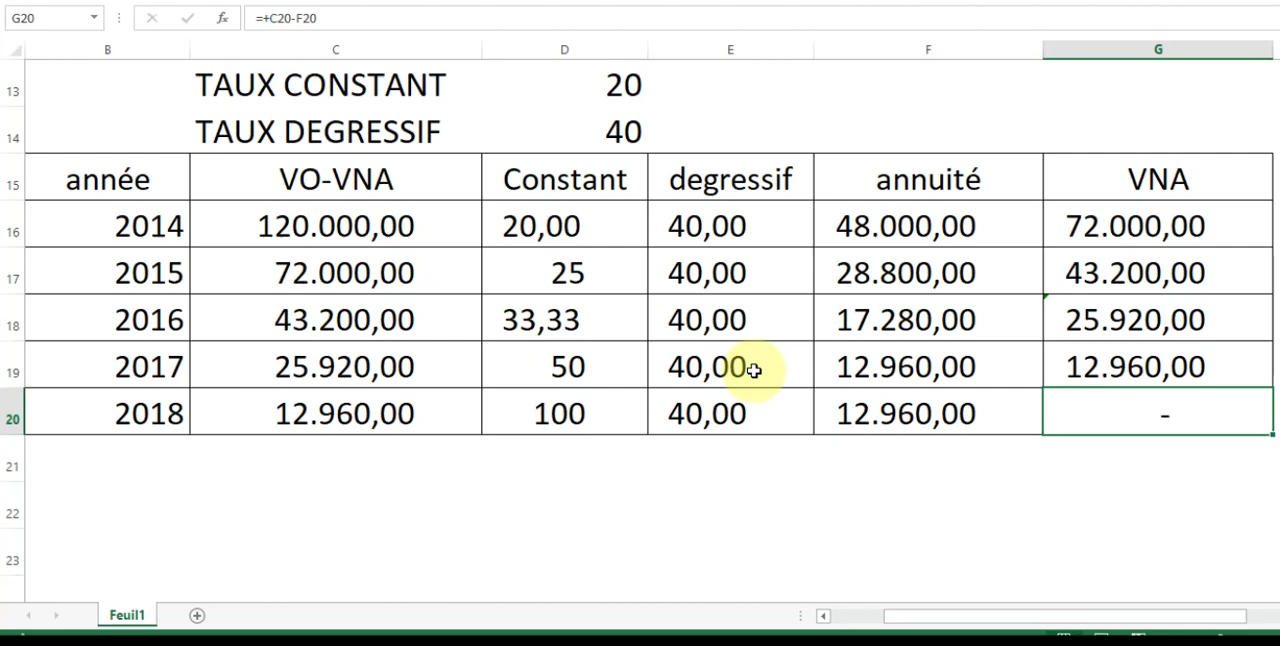 G20 fx =+C20-F20
B C D E F G
13 TAUX CONSTANT 20
14 TAUX DEGRESSIF 40
15 année VO-VNA Constant degressif annuité VNA
16 2014 120.000,00 20,00 40,00 48.000,00 72.000,00
17 2015 72.000,00 25 40,00 28.800,00 43.200,00
18 2016 43.200,00 33,33 40,00 17.280,00 25.920,00
19 2017 25.920,00 50 40,00 12.960,00 12.960,00
20 2018 12.960,00 100 40,00 12.960,00 -
21
22
23
Feuil1